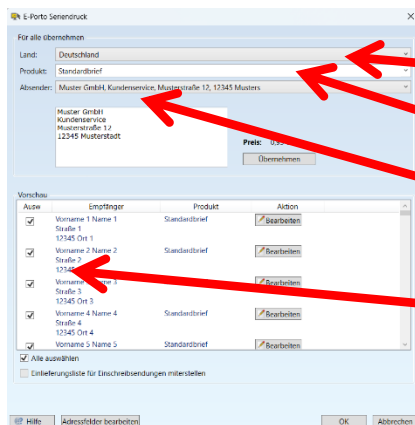 E-Porto Seriendruck
Für alle übernehmen
Land: Deutschland
Produkt: Standardbrief
Absender: Muster GmbH, Kundenservice, Musterstraße 12, 12345 Musters
Muster GmbH
Kundenservice
Musterstraße 12
12345 Musterstadt
Preis:
Übernehmen
Vorschau
Ausw Empfänger Produkt Aktion
Vorname 1 Name 1 Standardbrief Bearbeiten
Straße 1
12345 Ort 1
Vorname 2 Name 2 Standardbrief Bearbeiten
Straße 2
Name 3 Standardbrief Bearbeiten
Straße 3
12345 Ort 3
Vorname 4 Name 4 Standardbrief Bearbeiten
Straße 4
12345 Ort 4
Vorname 5 Name 5 Standardbrief Bearbeiten
Alle auswählen
Einlieferungsliste für Einschreibsendungen miterstellen
Hilfe Adressfelder bearbeiten OK Abbrechen